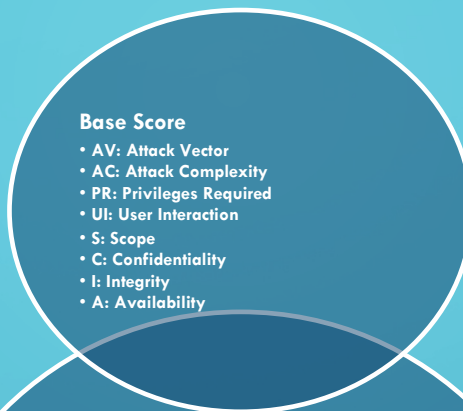 Base Score
• AV: Attack Vector
• AC: Attack Complexity
• PR: Privileges Required
• UI: User Interaction
• S: Scope
• C: Confidentiality
• I: Integrity
• A: Availability